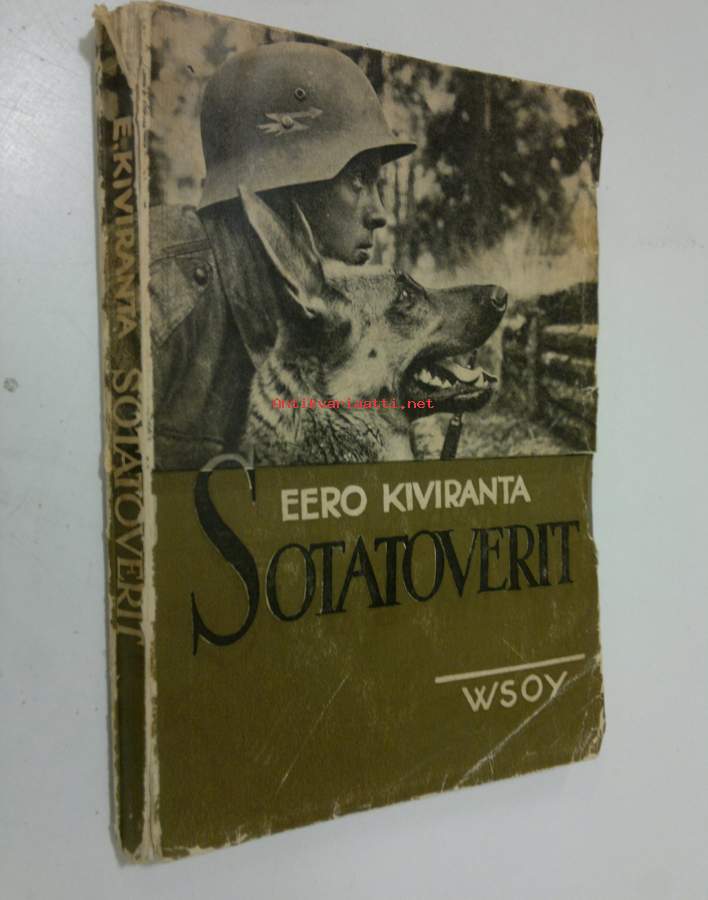 E. KIVIRANTA SOTATOVERIT
Antikvariaatti.net
EERO KIVIRANTA
SOTATOVERIT
WSOY